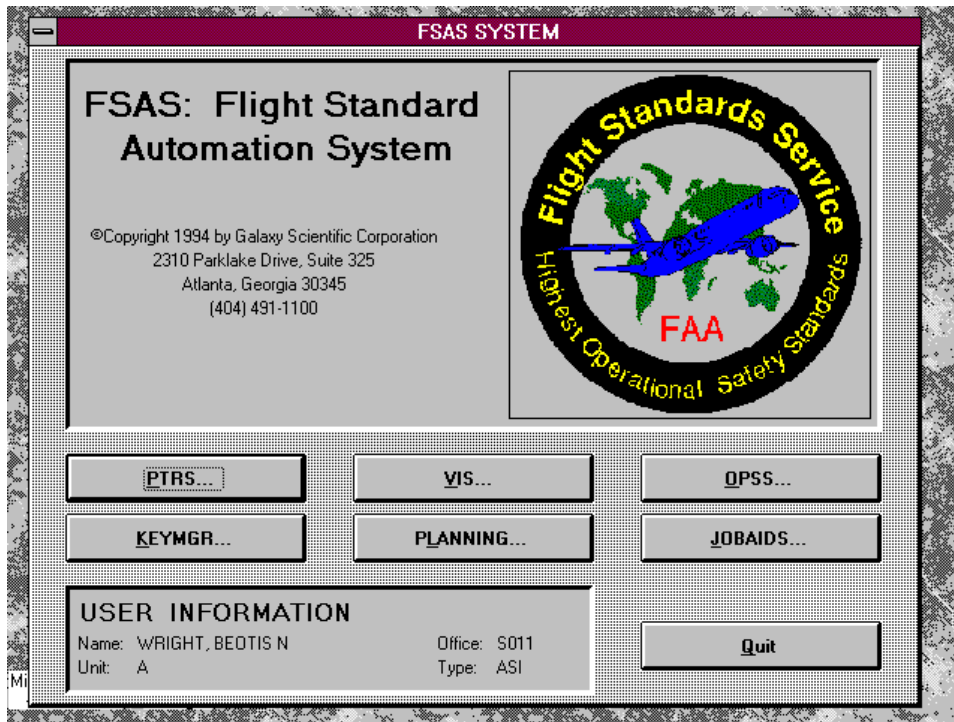 FSAS SYSTEM
FSAS: Flight Standard
Automation System
©Copyright 1994 by Galaxy Scientific Corporation
2310 Parklake Drive, Suite 325
Atlanta, Georgia 30345
(404) 491-1100
Flight Standards Service
FAA
Highest Operational Safety Standards
PTRS...
VIS...
OPSS...
KEYMGR...
PLANNING...
JOBAIDS...
USER INFORMATION
Name: WRIGHT, BEOTIS N Office: S011
Unit: A Type: ASI
Quit
Mi